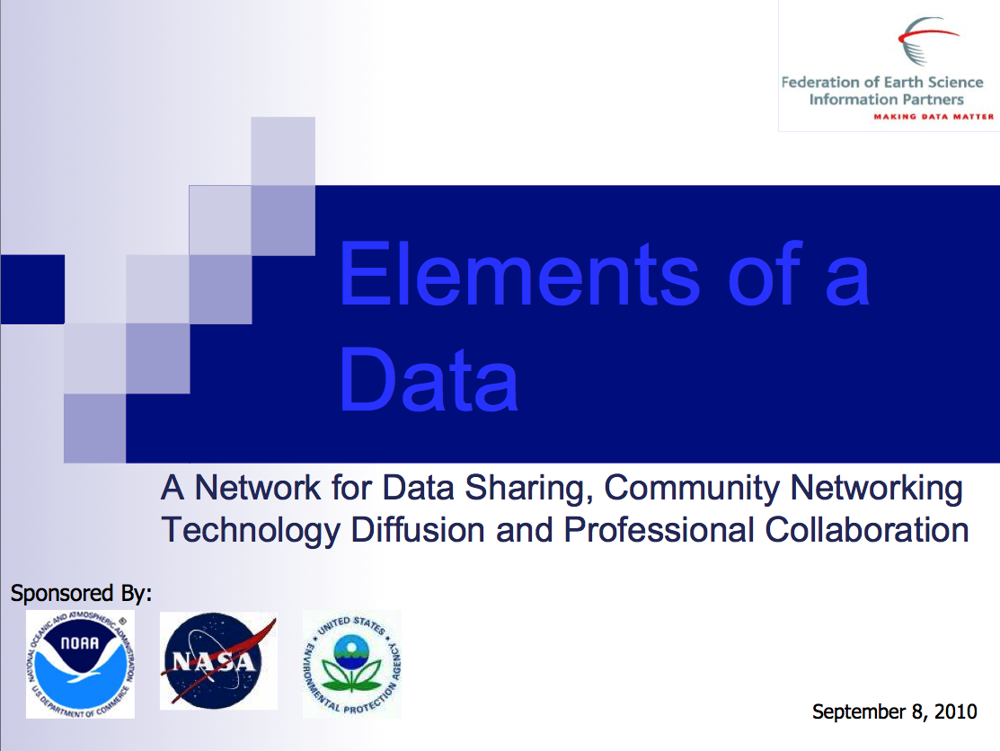 Federation of Earth Science
Information Partners
MAKING DATA MATTER
Elements of a
Data
A Network for Data Sharing, Community Networking
Technology Diffusion and Professional Collaboration
Sponsored By:
NATIONAL OCEANIC AND ATMOSPHERIC ADMINISTRATION
NOAA
U.S. DEPARTMENT OF COMMERCE
NASA
UNITED STATES
ENVIRONMENTAL PROTECTION AGENCY
September 8, 2010